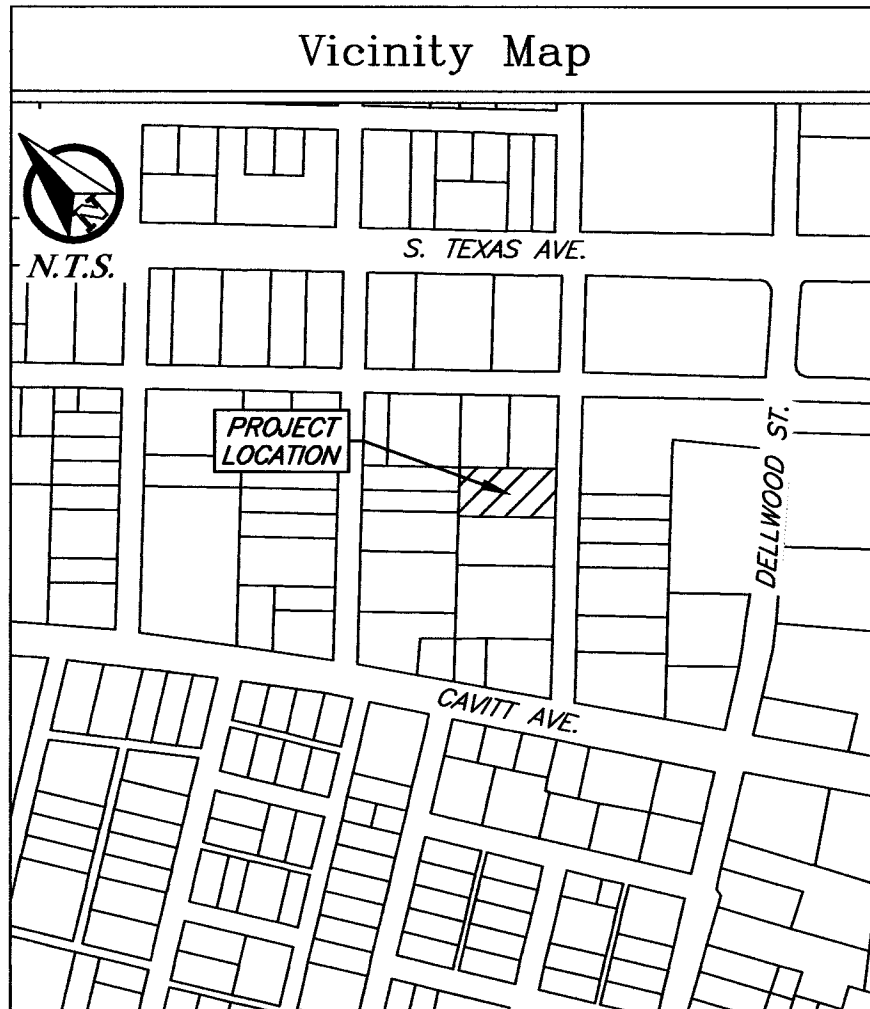 Vicinity Map
N
N.T.S.
S. TEXAS AVE.
PROJECT
LOCATION
DELLWOOD ST.
CAVITT AVE.